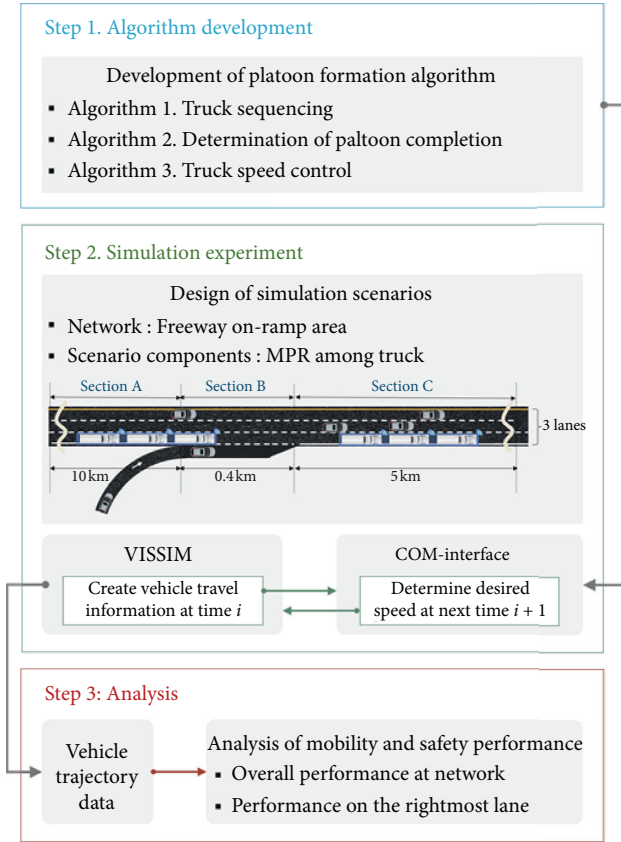 Step 1. Algorithm development
Development of platoon formation algorithm
▪ Algorithm 1. Truck sequencing
▪ Algorithm 2. Determination of paltoon completion
▪ Algorithm 3. Truck speed control
Step 2. Simulation experiment
Design of simulation scenarios
▪ Network : Freeway on-ramp area
▪ Scenario components : MPR among truck
Section A Section B Section C
3 lanes
10 km 0.4 km 5 km
VISSIM
Create vehicle travel
information at time i
COM-interface
Determine desired
speed at next time i + 1
Step 3: Analysis
Vehicle
trajectory
data
Analysis of mobility and safety performance
▪ Overall performance at network
▪ Performance on the rightmost lane